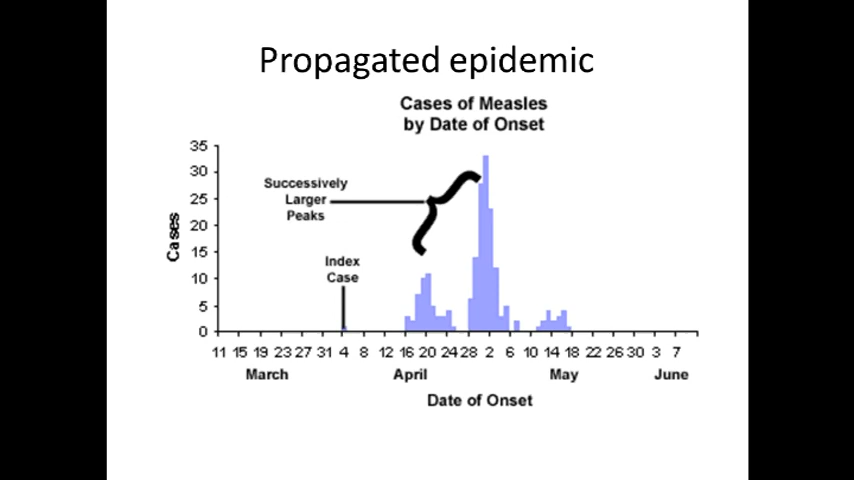 Propagated epidemic
Cases of Measles
by Date of Onset
35
30
25
20
15
10
5
0
Cases
Successively
Larger
Peaks
Index
Case
11 15 19 23 27 31 4 8 12 16 20 24 28 2 6 10 14 18 22 26 30 3 7
March April May June
Date of Onset